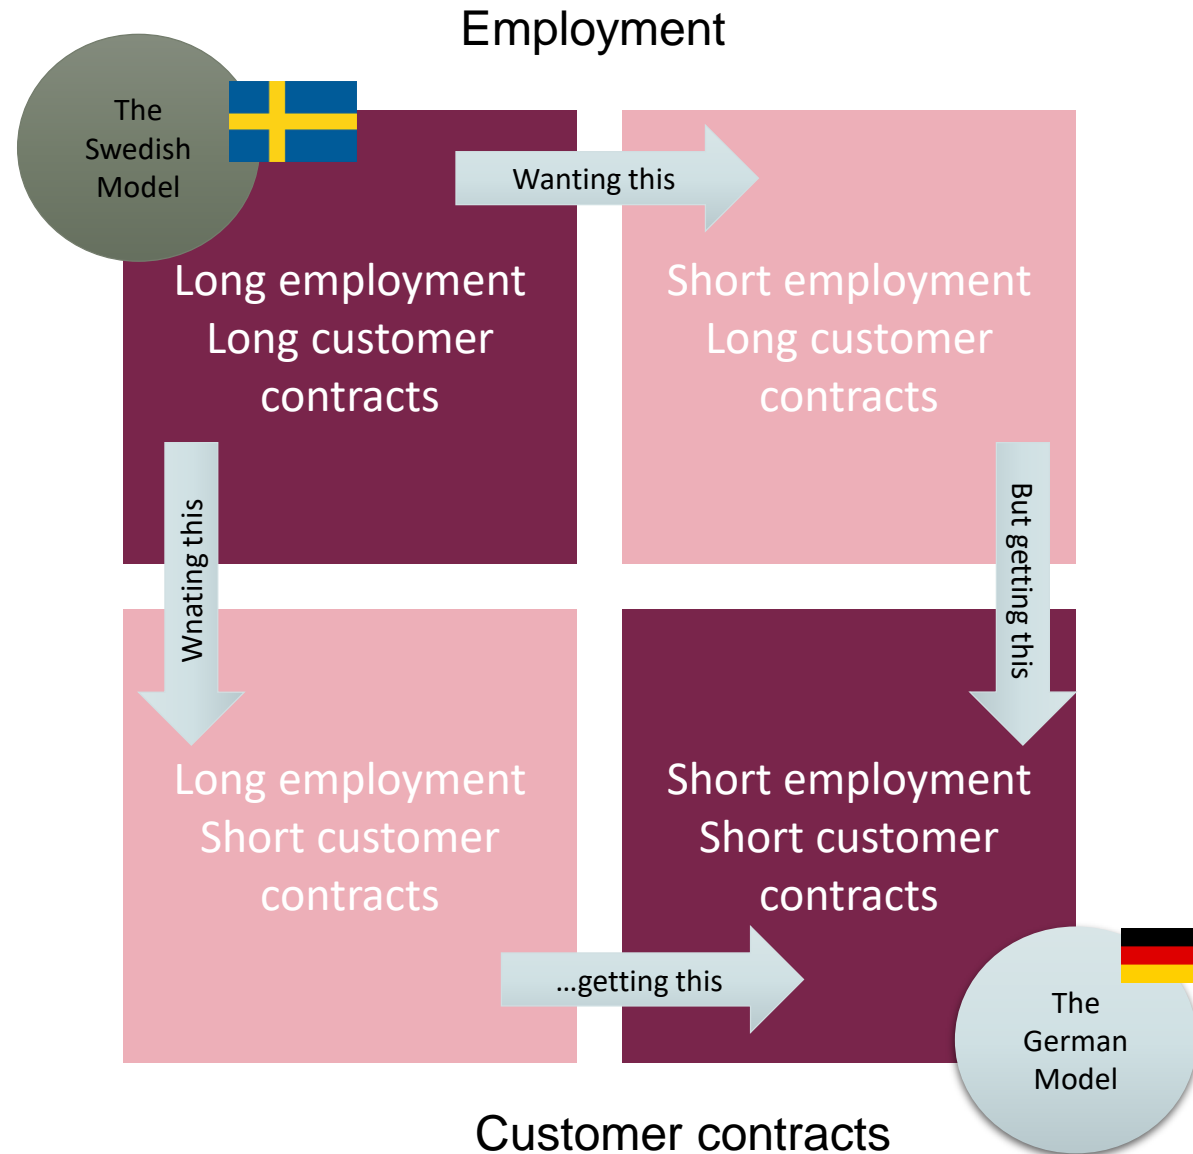 Employment
The
Swedish
Model
Wanting this
Long employment
Long customer
contracts
Short employment
Long customer
contracts
Wnating this
But getting this
Long employment
Short customer
contracts
Short employment
Short customer
contracts
...getting this
The
German
Model
Customer contracts